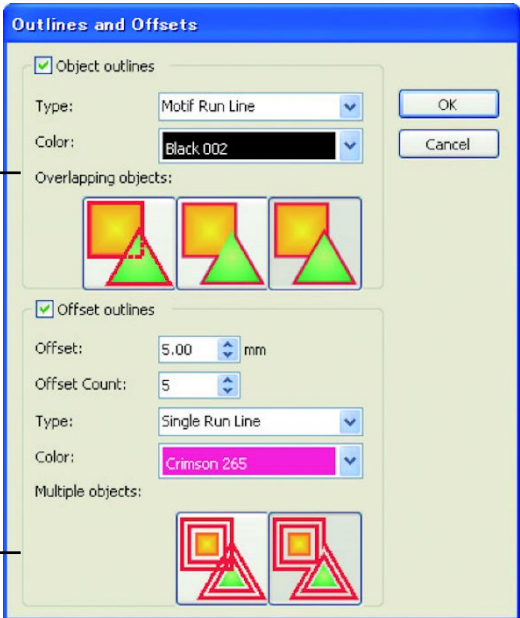 Outlines and Offsets
Object outlines
Type: Motif Run Line
OK
Color: Black 002
Cancel
Overlapping objects:
Offset outlines
Offset: 5.00 mm
Offset Count: 5
Type: Single Run Line
Color: Crimson 265
Multiple objects: